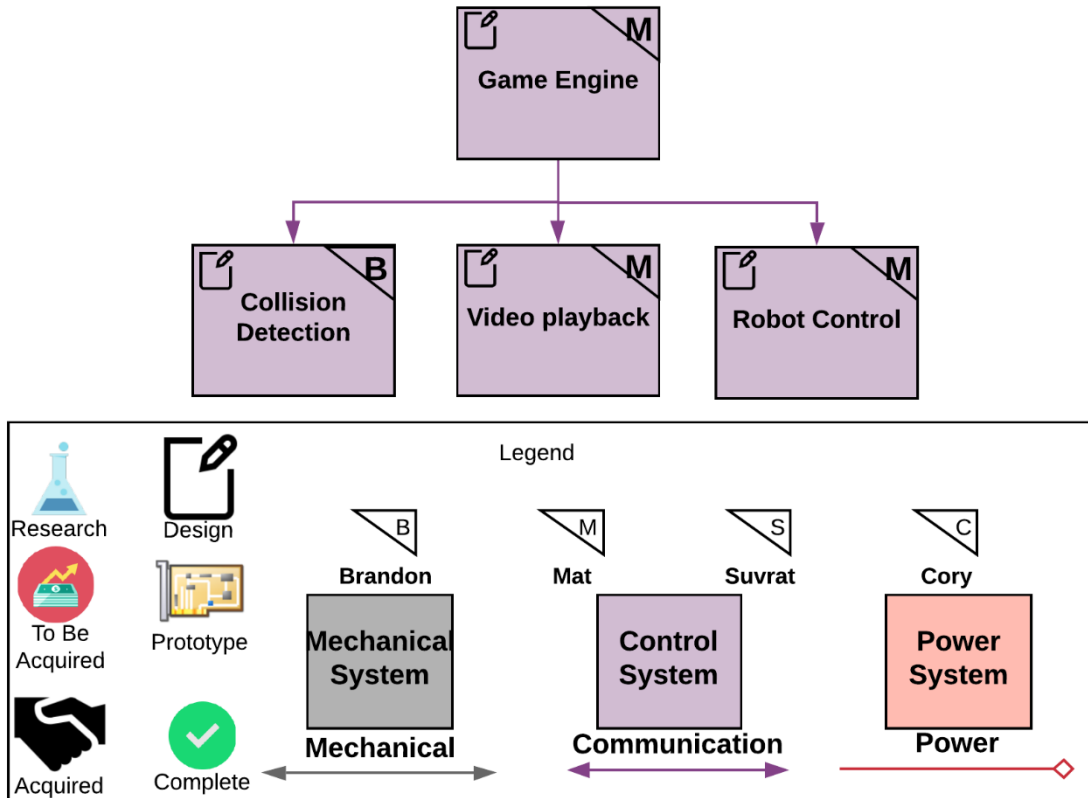 M
Game Engine
B
Collision
Detection
M
Video playback
M
Robot Control
Legend
Research
Design
B
Brandon
M
Mat
S
Suvrat
C
Cory
To Be
Acquired
Prototype
Mechanical
System
Control
System
Power
System
Acquired
Complete
Mechanical
Communication
Power